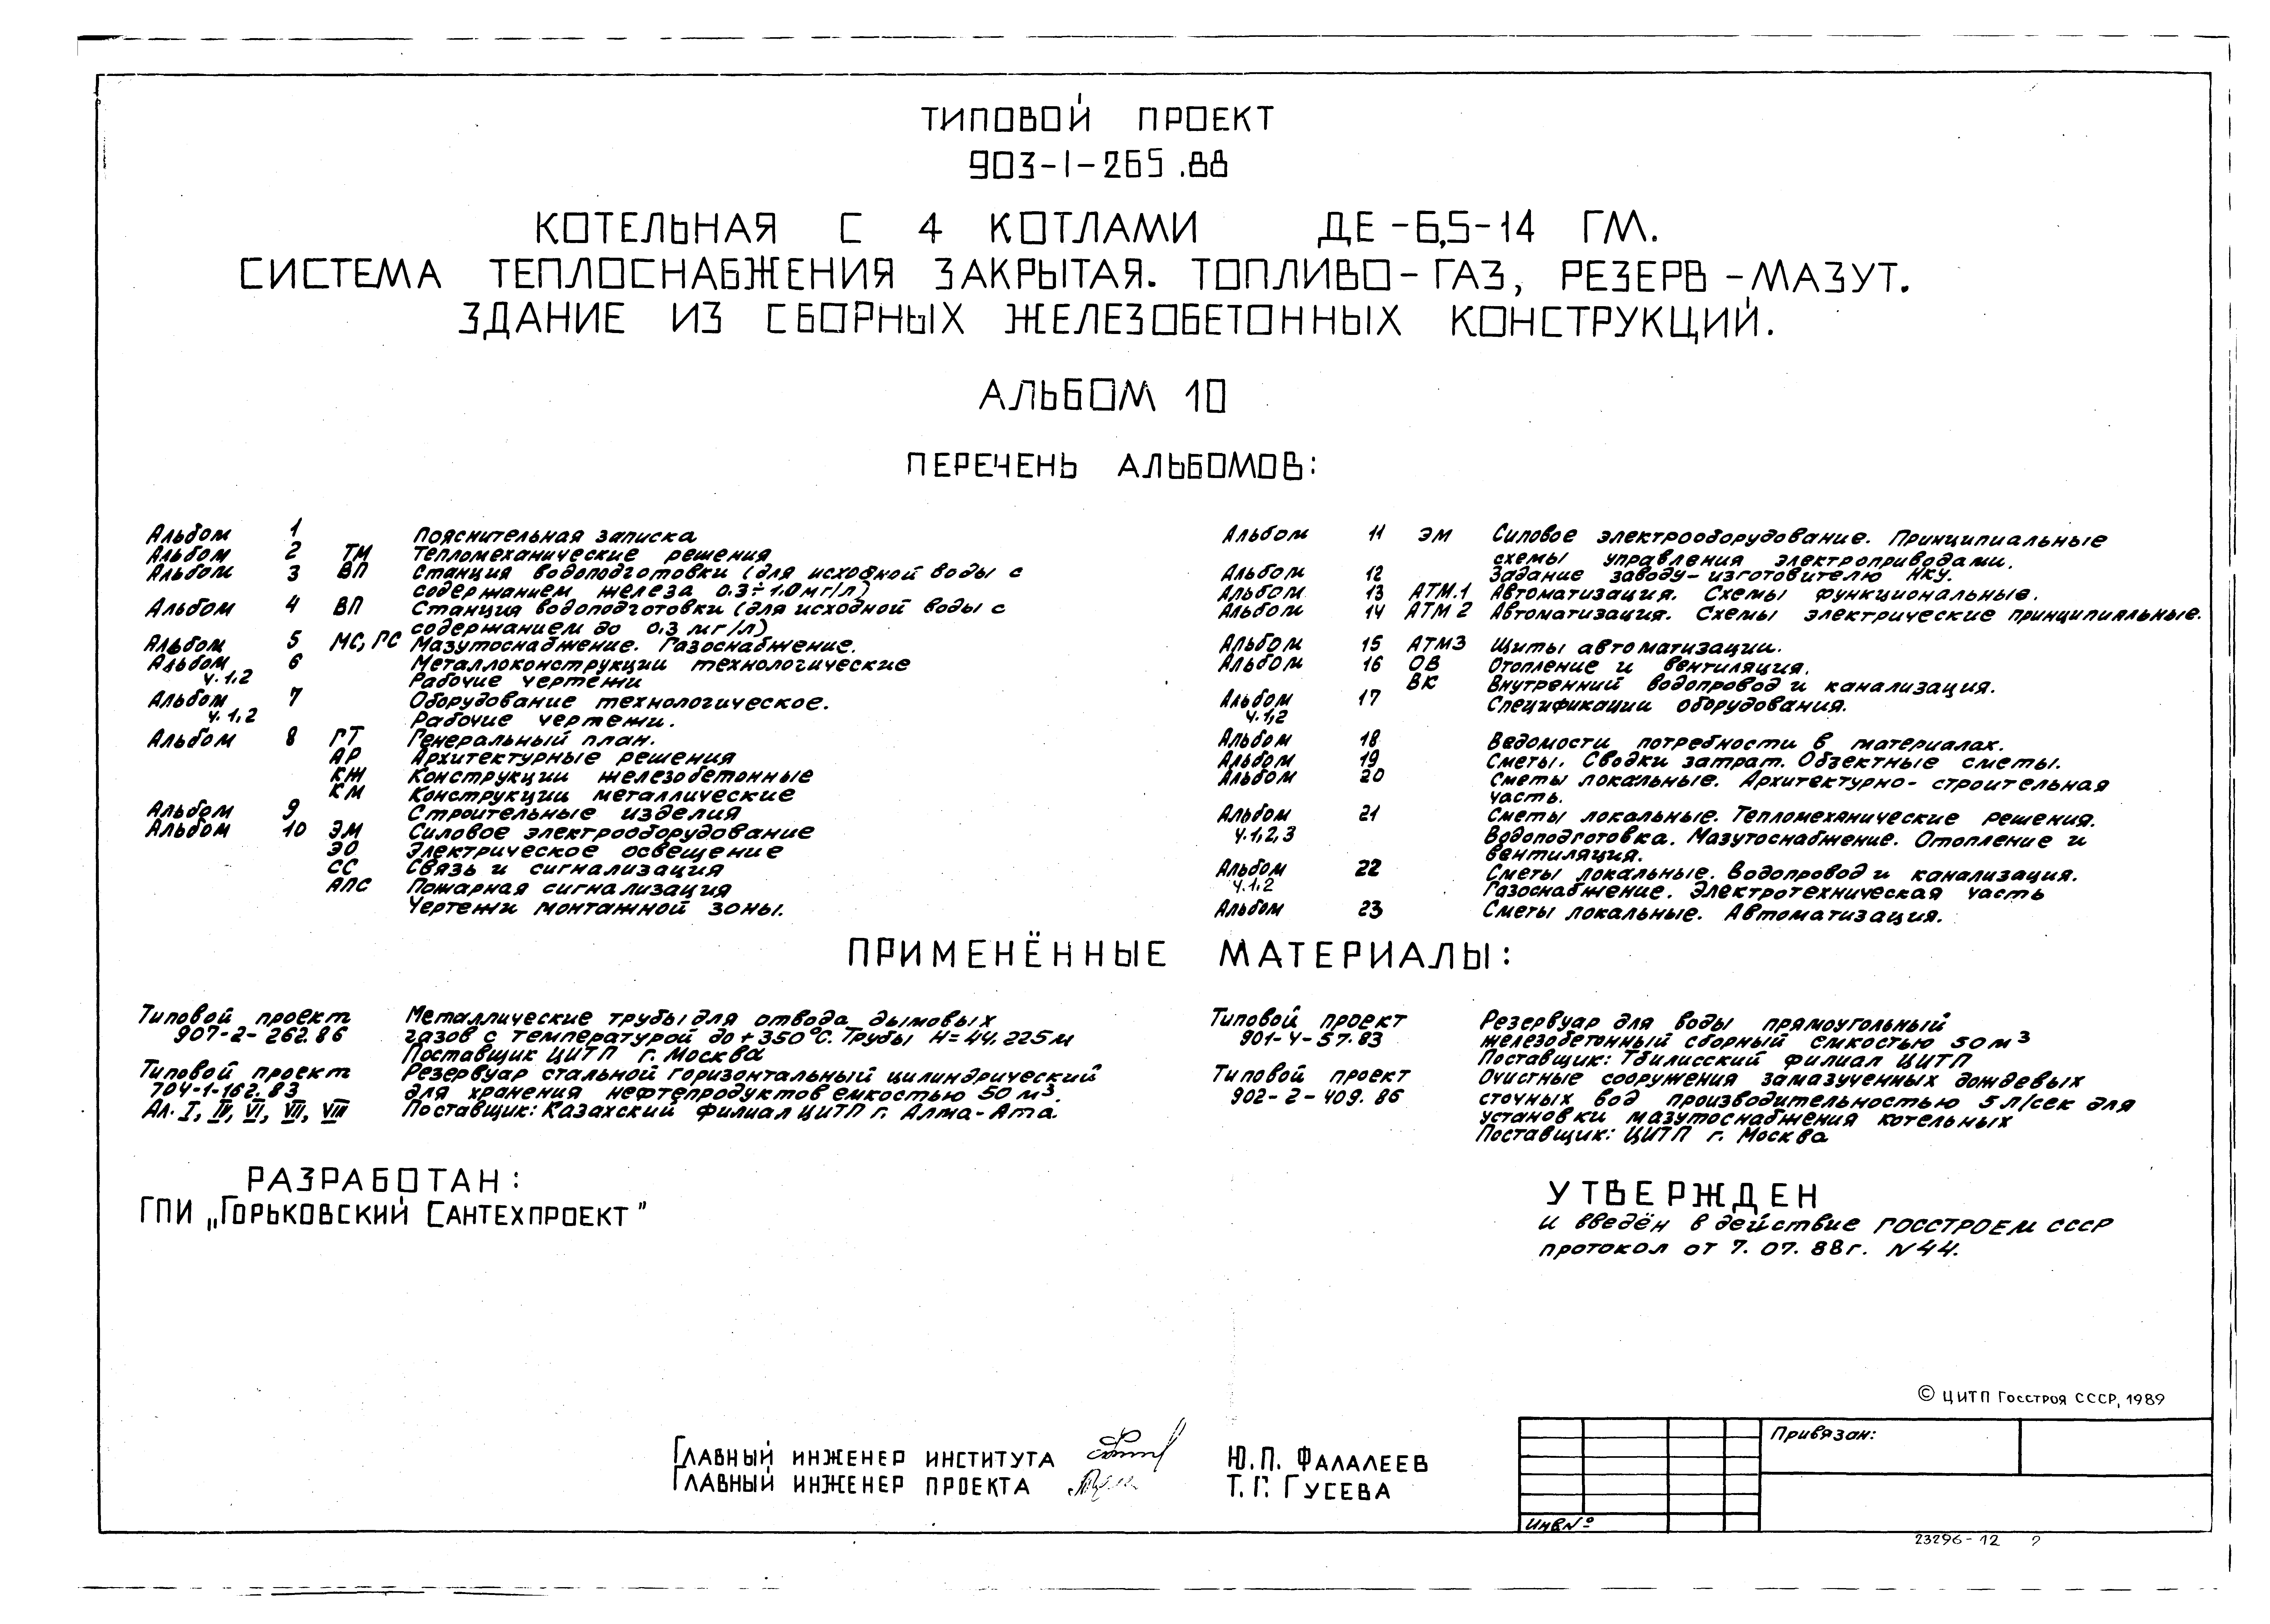 ТИПОВОЙ ПРОЕКТ
903-1-265.88
КОТЕЛЬНАЯ С 4 КОТЛАМИ ДЕ-6,5-14 ГМ.
СИСТЕМА ТЕПЛОСНАБЖЕНИЯ ЗАКРЫТАЯ. ТОПЛИВО-ГАЗ, РЕЗЕРВ-МАЗУТ.
ЗДАНИЕ ИЗ СБОРНЫХ ЖЕЛЕЗОБЕТОННЫХ КОНСТРУКЦИЙ.
АЛЬБОМ 10
ПЕРЕЧЕНЬ АЛЬБОМОВ:
Альбом 1 Пояснительная записка
Альбом 2 ТМ Тепломеханические решения
Альбом 3 ВП Станция водоподготовки (для исходной воды с
содержанием железа 0.3÷1.0мг/л)
Альбом 4 ВП Станция водоподготовки (для исходной воды с
содержанием до 0.3 мг/л)
Альбом 5 МС, ГС Мазутоснабжение. Газоснабжение.
Альбом 6 Металлоконструкции технологические
ч.1,2 Рабочие чертежи
Альбом 7 Оборудование технологическое.
ч.1,2 Рабочие чертежи.
Альбом 8 ГТ Генеральный план.
АР Архитектурные решения
КЖ Конструкции железобетонные
КМ Конструкции металлические
Альбом 9 Строительные изделия
Альбом 10 ЭМ Силовое электрооборудование
ЭО Электрическое освещение
СС Связь и сигнализация
АПС Пожарная сигнализация
Чертежи монтажной зоны.
Альбом 11 ЭМ Силовое электрооборудование. Принципиальные
схемы управления электроприводами.
Альбом 12 Задание заводу-изготовителю НКУ.
Альбом 13 АТМ.1 Автоматизация. Схемы функциональные.
Альбом 14 АТМ 2 Автоматизация. Схемы электрические принципиальные.
Альбом 15 АТМ3 Щиты автоматизации.
Альбом 16 ОВ Отопление и вентиляция.
ВК Внутренний водопровод и канализация.
Альбом 17 Спецификации оборудования.
ч.1,2
Альбом 18 Ведомости потребности в материалах.
Альбом 19 Сметы. Сводки затрат. Объектные сметы.
Альбом 20 Сметы локальные. Архитектурно-строительная
часть.
Альбом 21 Сметы локальные. Тепломеханические решения.
ч.1,2,3 Водоподготовка. Мазутоснабжение. Отопление и
вентиляция.
Альбом 22 Сметы локальные. Водопровод и канализация.
ч.1,2 Газоснабжение. Электротехническая часть
Альбом 23 Сметы локальные. Автоматизация.
ПРИМЕНЁННЫЕ МАТЕРИАЛЫ:
Типовой проект Металлические трубы для отвода дымовых
907-2-262.86 газов с температурой до +350°С. Трубы Н=44.225м
Поставщик ЦИТП г. Москва
Типовой проект Резервуар стальной горизонтальный цилиндрический
704-1-162.83 для хранения нефтепродуктов емкостью 50 м³.
Ал. I, IV, VI, VII, VIII Поставщик: Казахский филиал ЦИТП г. Алма-Ата.
Типовой проект Резервуар для воды прямоугольный
901-4-57.83 железобетонный сборный емкостью 50м³
Поставщик: Тбилисский филиал ЦИТП
Типовой проект Очистные сооружения замазученных дождевых
902-2-409.86 сточных вод производительностью 5 л/сек для
установки мазутоснабжения котельных
Поставщик: ЦИТП г. Москва
РАЗРАБОТАН:
ГПИ „ГОРЬКОВСКИЙ САНТЕХПРОЕКТ"
УТВЕРЖДЕН
и введён в действие ГОССТРОЕМ СССР
протокол от 7.07.88г. N44.
© ЦИТП Госстроя СССР, 1989
ГЛАВНЫЙ ИНЖЕНЕР ИНСТИТУТА Ю.П. ФАЛАЛЕЕВ
ГЛАВНЫЙ ИНЖЕНЕР ПРОЕКТА Т.Г. ГУСЕВА
Привязан:
Инв№
23296-12 2